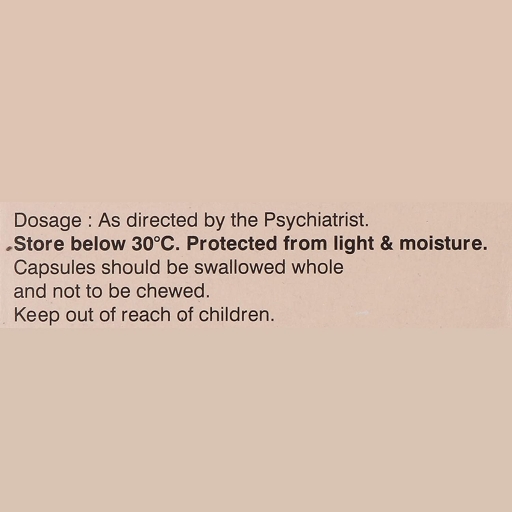 Dosage : As directed by the Psychiatrist.
Store below 30°C. Protected from light & moisture.
Capsules should be swallowed whole
and not to be chewed.
Keep out of reach of children.